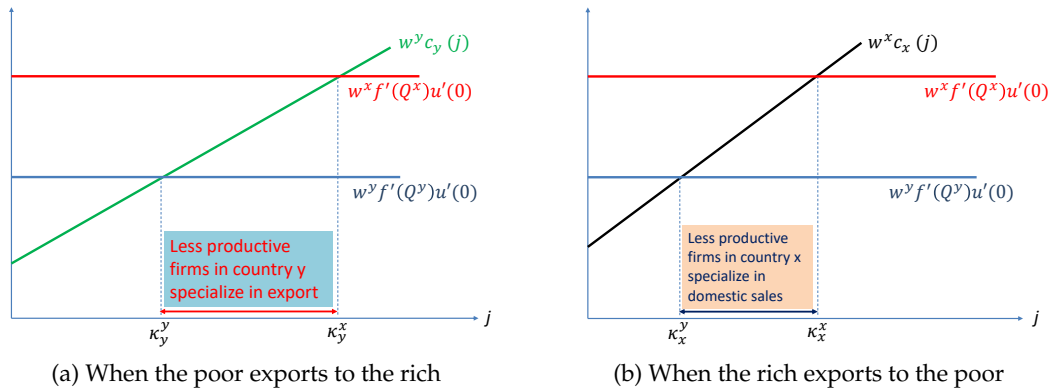 w^y c_y (j)
w^x f′(Q^x)u′(0)
w^y f′(Q^y)u′(0)
Less productive
firms in country y
specialize in export
κ_y^y
κ_y^x
j
(a) When the poor exports to the rich
w^x c_x (j)
w^x f′(Q^x)u′(0)
w^y f′(Q^y)u′(0)
Less productive
firms in country x
specialize in
domestic sales
κ_x^y
κ_x^x
j
(b) When the rich exports to the poor